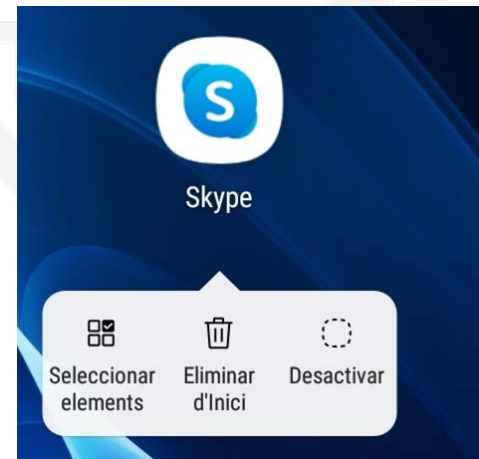 S
Skype
Seleccionar
elements
Eliminar
d'Inici
Desactivar